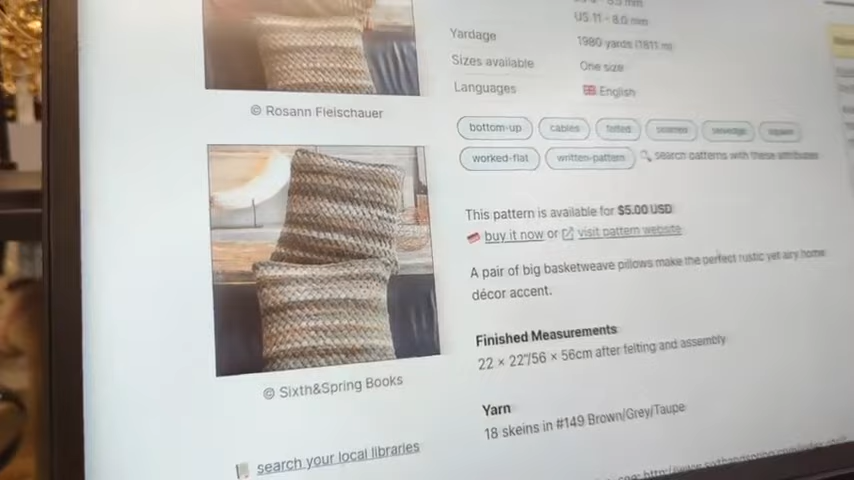 US 11 - 8.0 mm
Yardage
1980 yards (1811 m)
Sizes available
One size
Languages
English
© Rosann Fleischauer
bottom-up
cables
felted
seamed
selvedge
square
worked-flat
written-pattern
search patterns with these attributes
This pattern is available for $5.00 USD
buy it now or visit pattern website
A pair of big basketweave pillows make the perfect rustic yet airy home
décor accent.
Finished Measurements
22 x 22"/56 x 56cm after felting and assembly
© Sixth&Spring Books
Yarn
18 skeins in #149 Brown/Grey/Taupe
search your local libraries